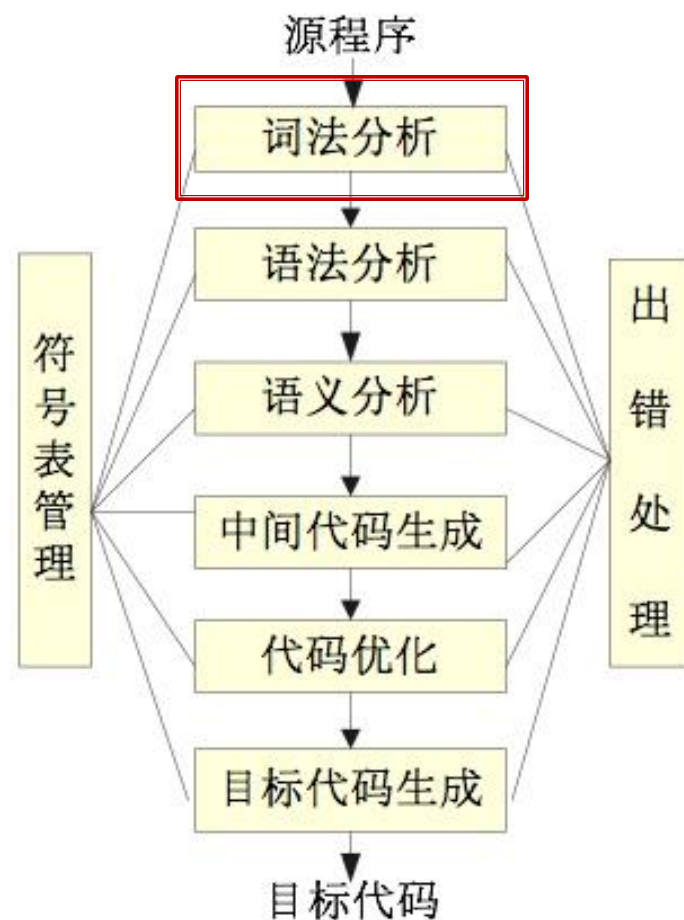 源程序
词法分析
语法分析
语义分析
中间代码生成
代码优化
目标代码生成
目标代码
符号表管理
出错处理